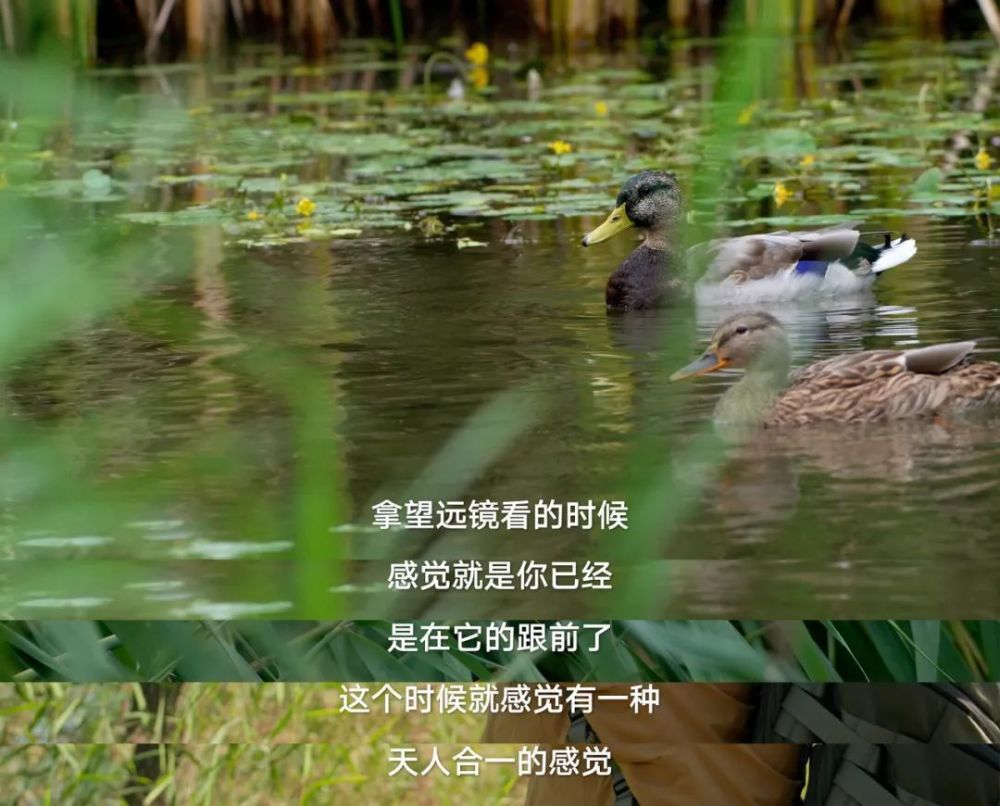 拿望远镜看的时候
感觉就是你已经
是在它的跟前了
这个时候就感觉有一种
天人合一的感觉